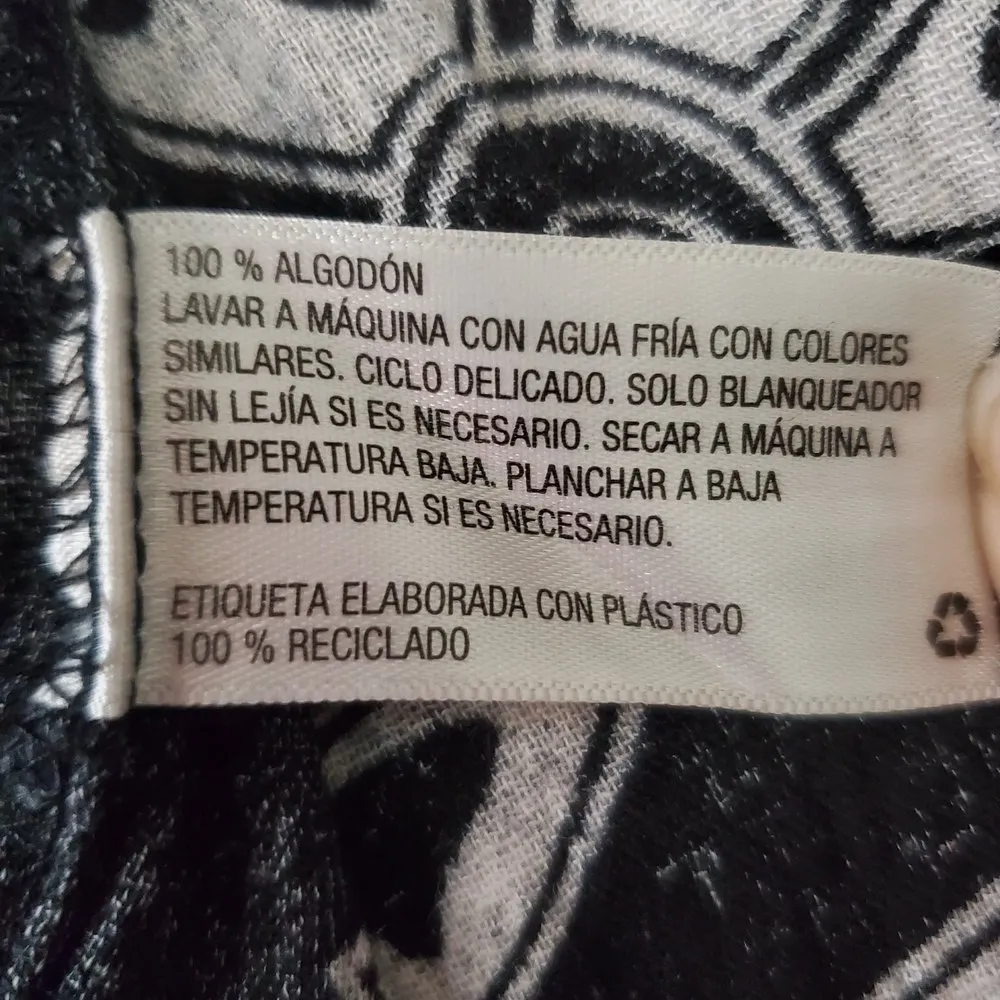 100 % ALGODÓN
LAVAR A MÁQUINA CON AGUA FRÍA CON COLORES
SIMILARES. CICLO DELICADO. SOLO BLANQUEADOR
SIN LEJÍA SI ES NECESARIO. SECAR A MÁQUINA A
TEMPERATURA BAJA. PLANCHAR A BAJA
TEMPERATURA SI ES NECESARIO.
ETIQUETA ELABORADA CON PLÁSTICO
100 % RECICLADO